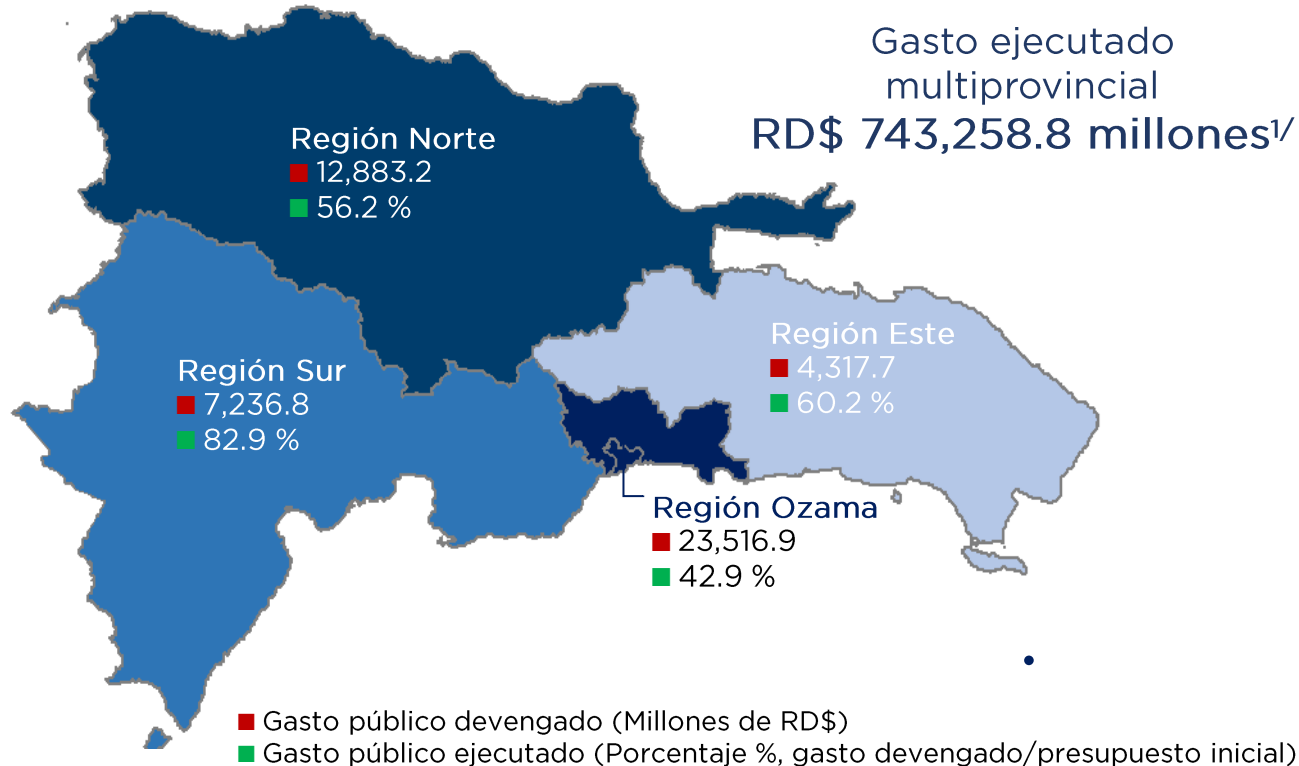 Gasto ejecutado
multiprovincial
RD$ 743,258.8 millones¹/
Región Norte
12,883.2
56.2 %
Región Este
4,317.7
60.2 %
Región Sur
7,236.8
82.9 %
Región Ozama
23,516.9
42.9 %
Gasto público devengado (Millones de RD$)
Gasto público ejecutado (Porcentaje %, gasto devengado/presupuesto inicial)